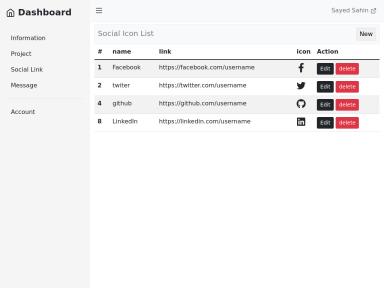 Dashboard
Sayed Sahin
Information
Project
Social Link
Message
Account
Social Icon List
New
# name link icon Action
1 Facebook https://facebook.com/username Edit delete
2 twiter https://twitter.com/username Edit delete
4 github https://github.com/username Edit delete
8 LinkedIn https://linkedin.com/username Edit delete